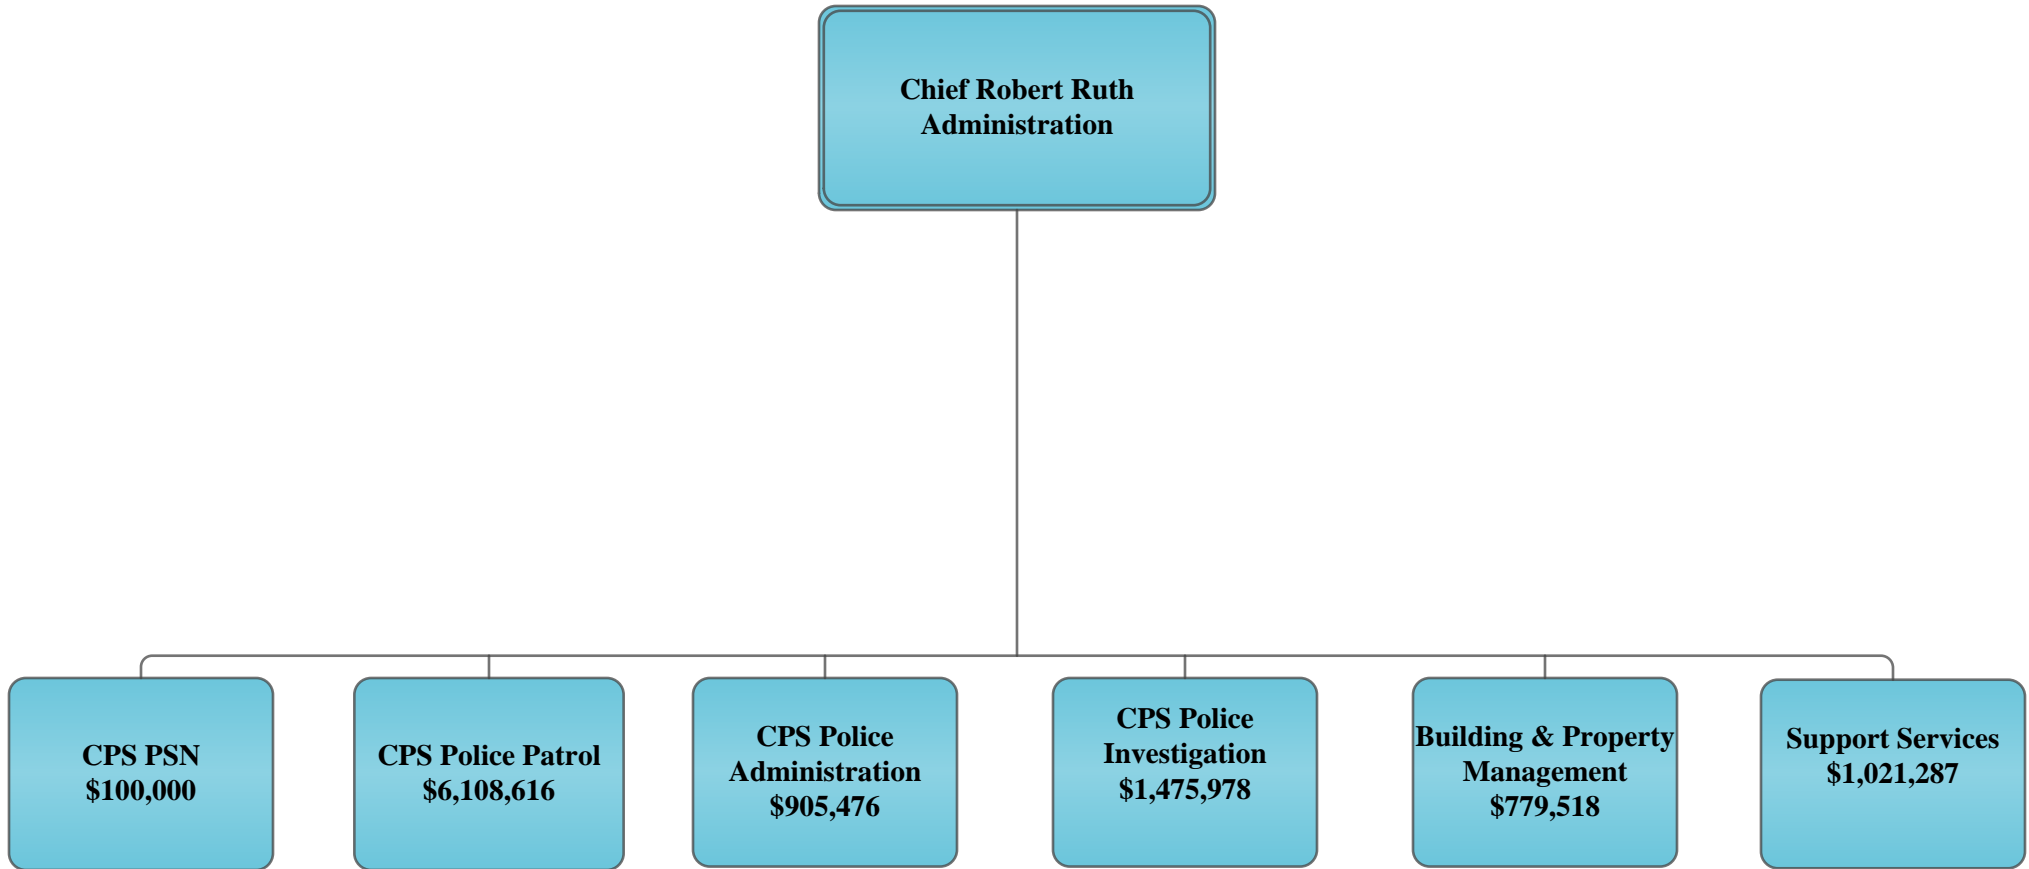 Chief Robert Ruth
Administration
CPS PSN
$100,000
CPS Police Patrol
$6,108,616
CPS Police
Administration
$905,476
CPS Police
Investigation
$1,475,978
Building & Property
Management
$779,518
Support Services
$1,021,287